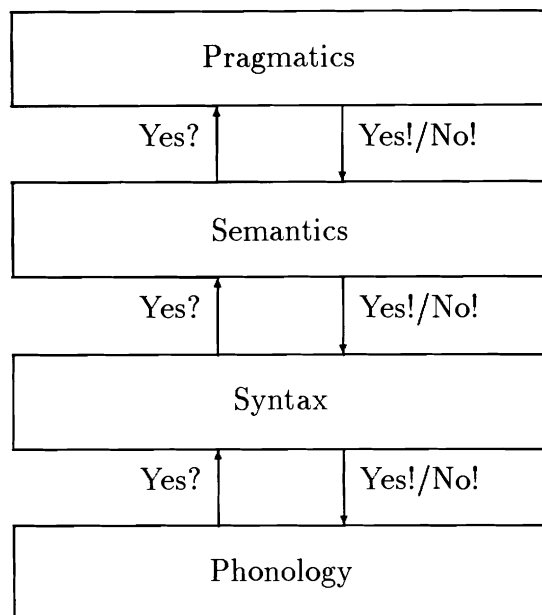 Pragmatics
Yes? Yes!/No!
Semantics
Yes? Yes!/No!
Syntax
Yes? Yes!/No!
Phonology